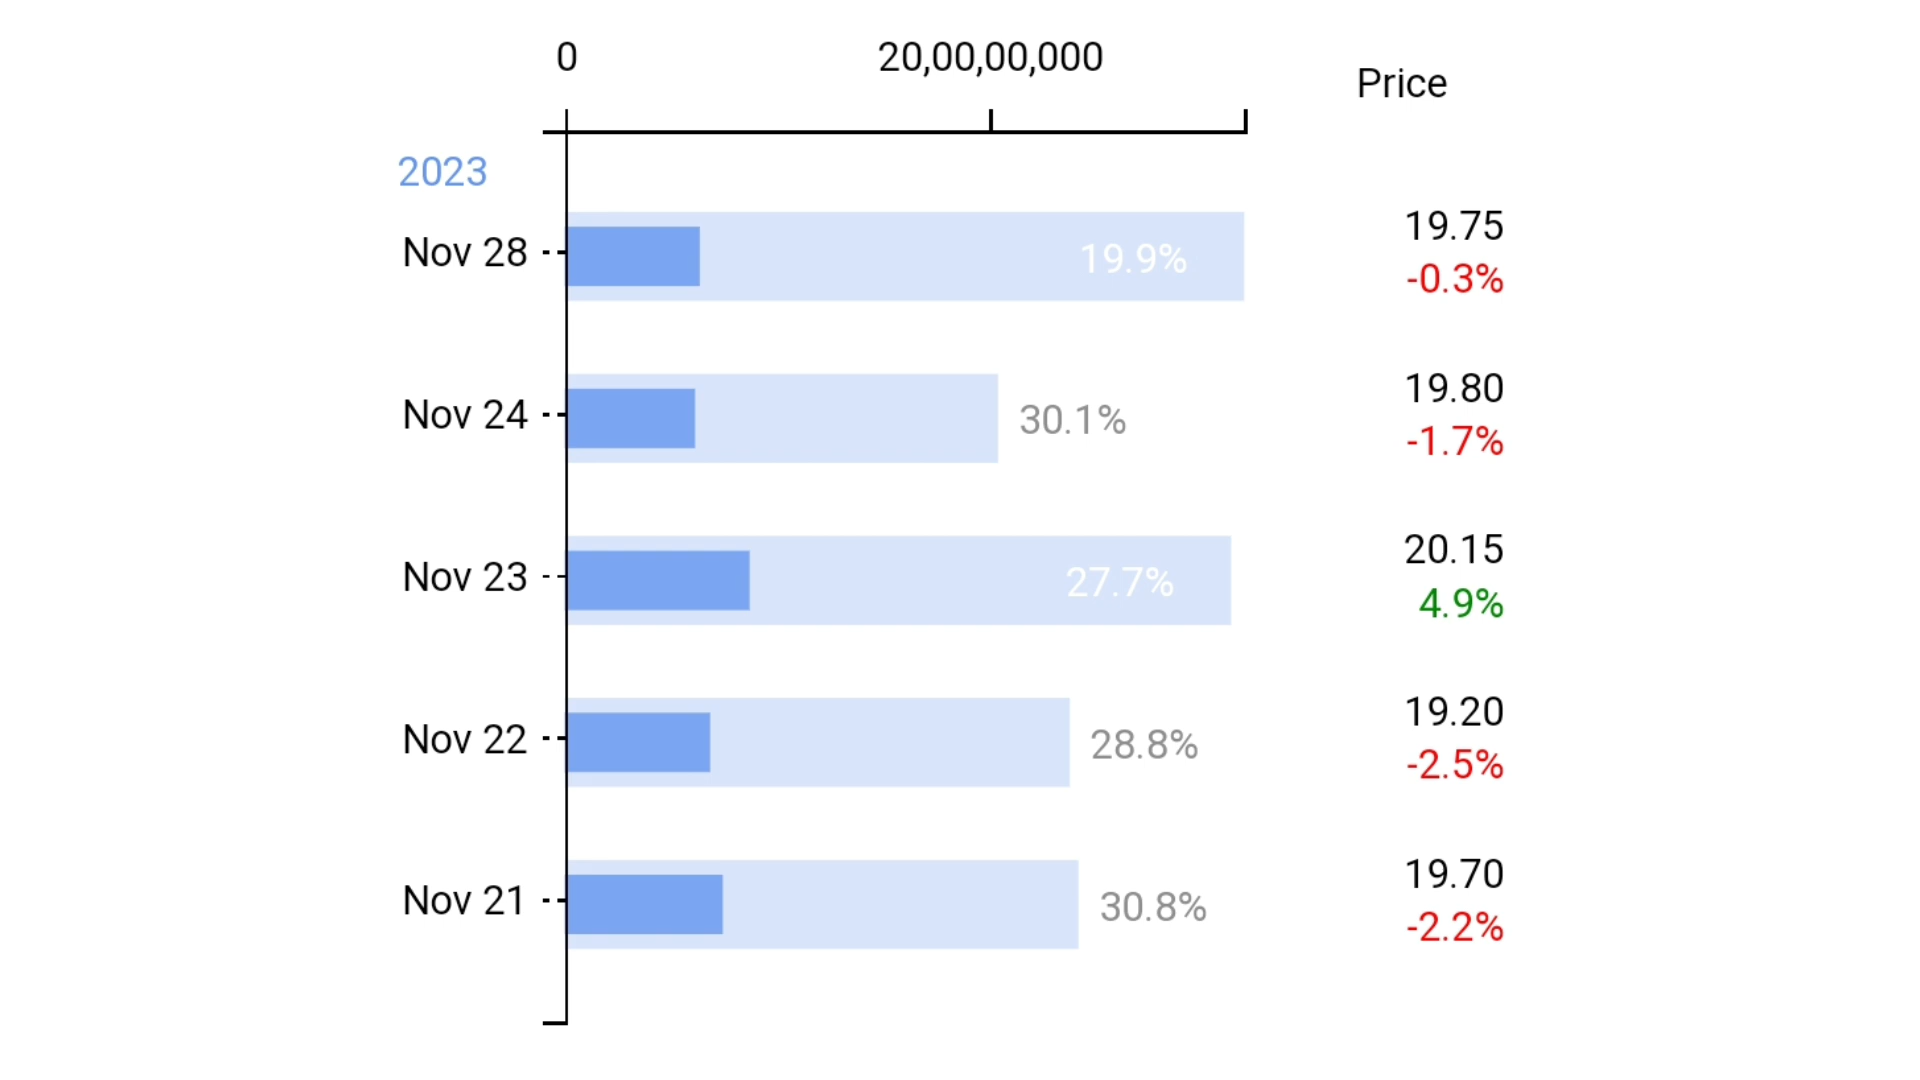 0 20,00,00,000
Price
2023
Nov 28 19.9% 19.75
-0.3%
Nov 24 30.1% 19.80
-1.7%
Nov 23 27.7% 20.15
4.9%
Nov 22 28.8% 19.20
-2.5%
Nov 21 30.8% 19.70
-2.2%